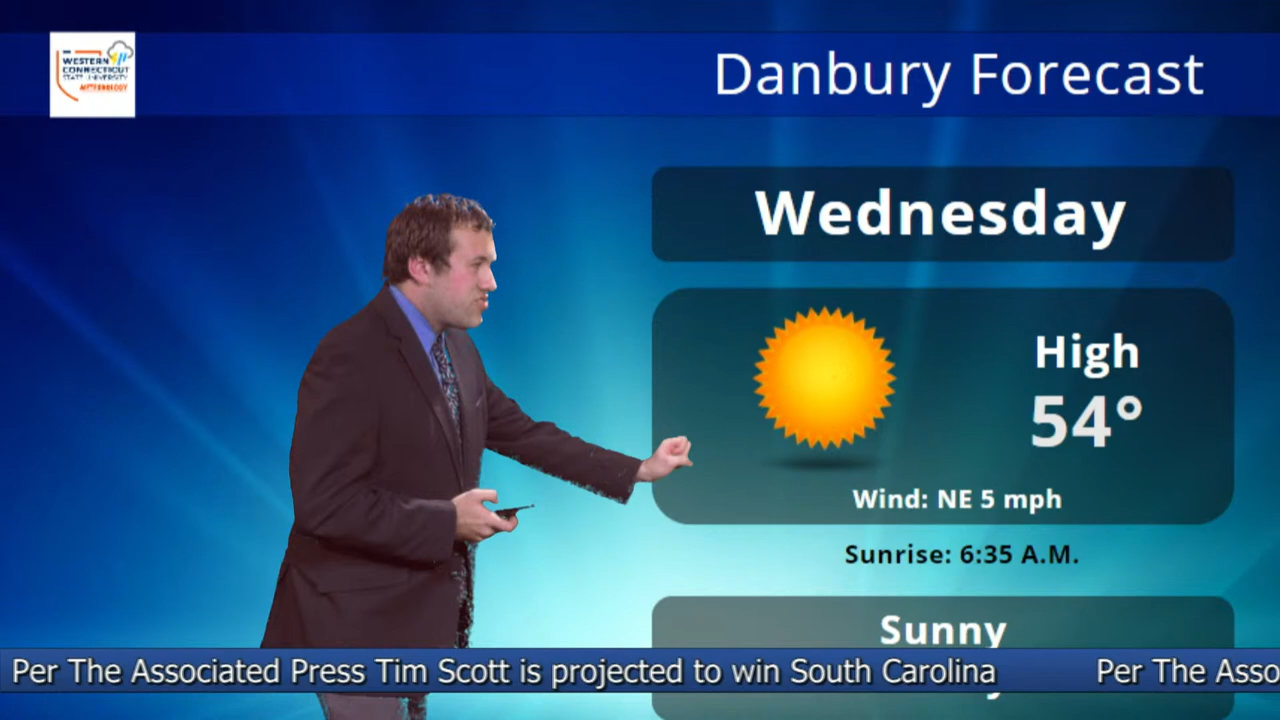 WESTERN
CONNECTICUT
STATE UNIVERSITY
METEOROLOGY
Danbury Forecast
Wednesday
High
54°
Wind: NE 5 mph
Sunrise: 6:35 A.M.
Sunny
Per The Associated Press Tim Scott is projected to win South Carolina Per The Asso